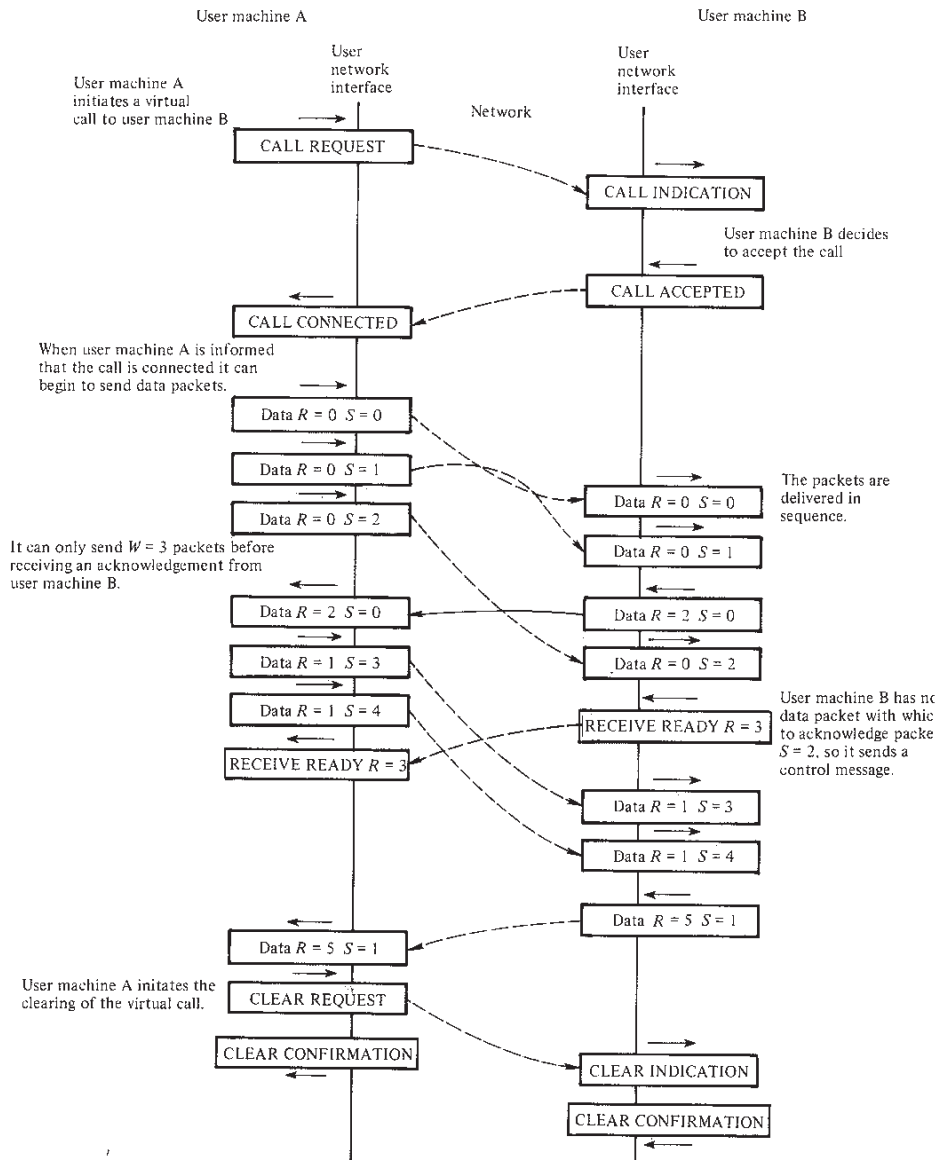 User machine A
User machine B
User
network
interface
User
network
interface
User machine A
initiates a virtual
call to user machine B
Network
CALL REQUEST
CALL INDICATION
User machine B decides
to accept the call
CALL ACCEPTED
CALL CONNECTED
When user machine A is informed
that the call is connected it can
begin to send data packets.
Data R = 0 S = 0
Data R = 0 S = 1
Data R = 0 S = 0
The packets are
delivered in
sequence.
Data R = 0 S = 2
Data R = 0 S = 1
It can only send W = 3 packets before
receiving an acknowledgement from
user machine B.
Data R = 2 S = 0
Data R = 2 S = 0
Data R = 1 S = 3
Data R = 0 S = 2
Data R = 1 S = 4
RECEIVE READY R = 3
User machine B has no
data packet with whic
to acknowledge packe
S = 2, so it sends a
control message.
RECEIVE READY R = 3
Data R = 1 S = 3
Data R = 1 S = 4
Data R = 5 S = 1
Data R = 5 S = 1
User machine A initates the
clearing of the virtual call.
CLEAR REQUEST
CLEAR CONFIRMATION
CLEAR INDICATION
CLEAR CONFIRMATION